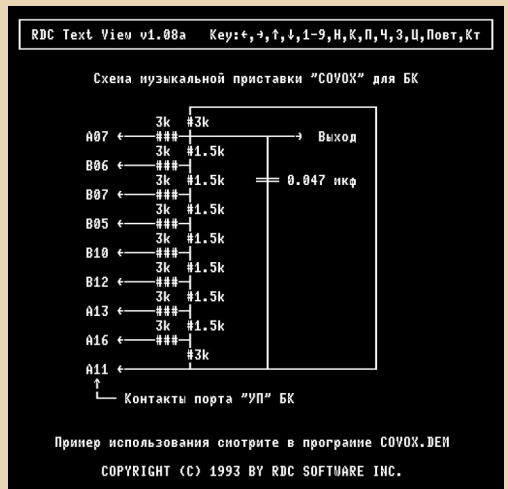 RDC Text View v1.08a Key:←,→,↑,↓,1-9,Н,К,П,Ч,З,Ц,Повт,Кт
Схема музыкальной приставки "COVOX" для БК
3k #3k
A07 ←───###─ → Выход
3k #1.5k
B06 ←───###─
3k #1.5k 0.047 мкф
B07 ←───###─
3k #1.5k
B05 ←───###─
3k #1.5k
B10 ←───###─
3k #1.5k
B12 ←───###─
3k #1.5k
A13 ←───###─
3k #1.5k
A16 ←───###─
#3k
A11 ←
↑
Контакты порта "УП" БК
Пример использования смотрите в программе COVOX.DEM
COPYRIGHT (C) 1993 BY RDC SOFTWARE INC.